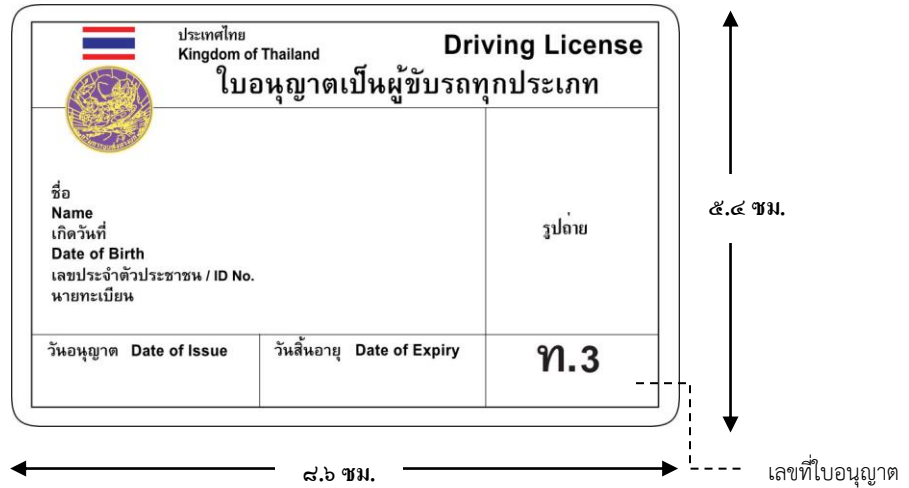 ประเทศไทย
Kingdom of Thailand
Driving License
ใบอนุญาตเป็นผู้ขับรถทุกประเภท
ชื่อ
Name
เกิดวันที่
Date of Birth
เลขประจำตัวประชาชน / ID No.
นายทะเบียน
รูปถ่าย
วันอนุญาต Date of Issue
วันสิ้นอายุ Date of Expiry
ท.3
๕.๔ ซม.
๘.๖ ซม.
เลขที่ใบอนุญาต